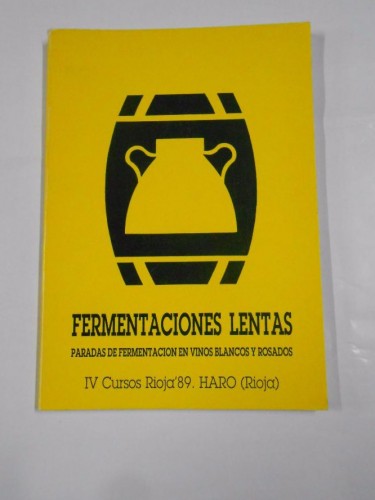 FERMENTACIONES LENTAS
PARADAS DE FERMENTACION EN VINOS BLANCOS Y ROSADOS
IV Cursos Rioja'89. HARO (Rioja)